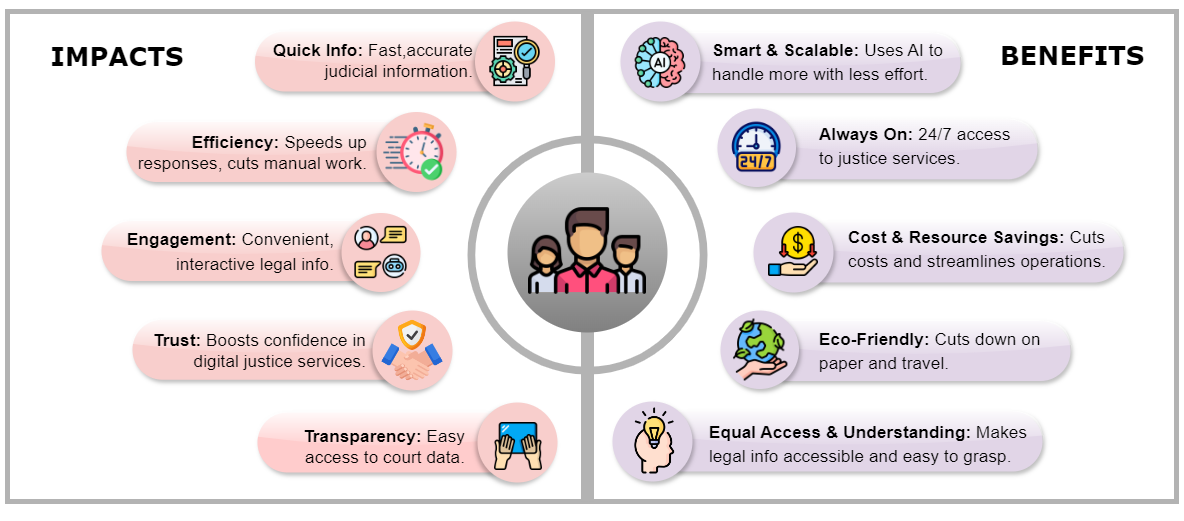 IMPACTS
Quick Info: Fast,accurate
judicial information.
Efficiency: Speeds up
responses, cuts manual work.
Engagement: Convenient,
interactive legal info.
Trust: Boosts confidence in
digital justice services.
Transparency: Easy
access to court data.
BENEFITS
AI
Smart & Scalable: Uses AI to
handle more with less effort.
24/7
Always On: 24/7 access
to justice services.
$
Cost & Resource Savings: Cuts
costs and streamlines operations.
Eco-Friendly: Cuts down on
paper and travel.
Equal Access & Understanding: Makes
legal info accessible and easy to grasp.